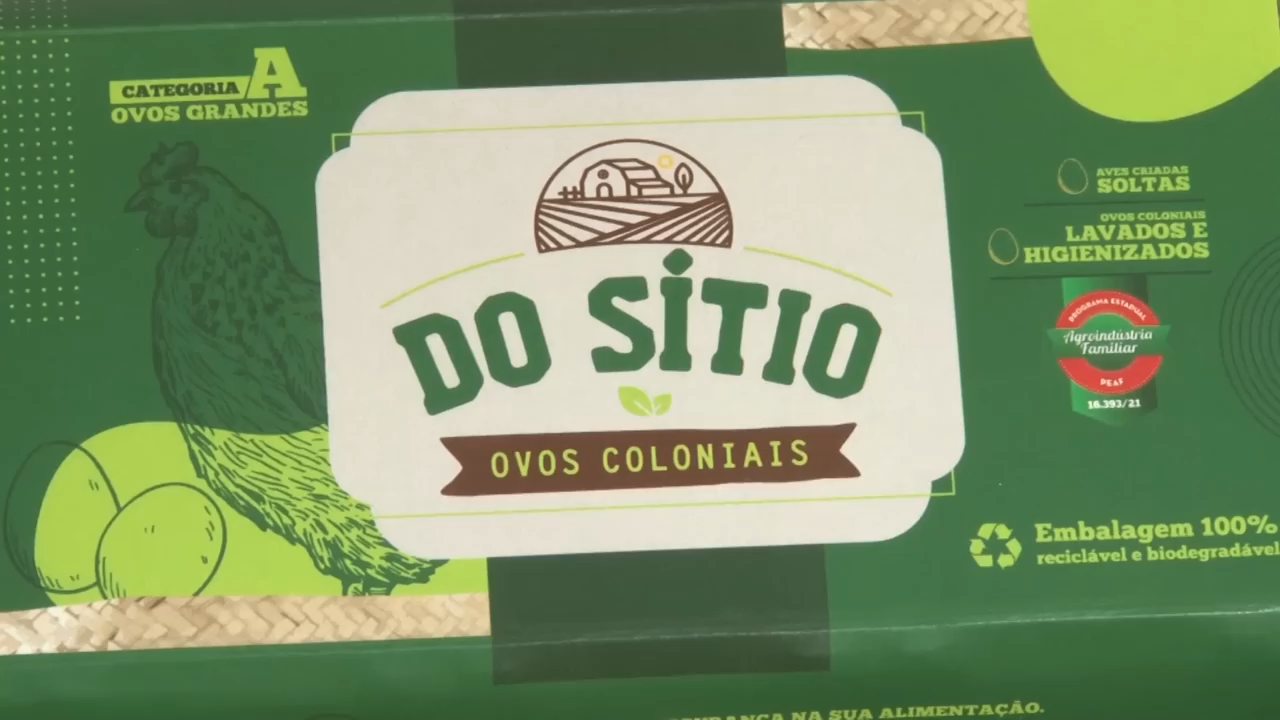 CATEGORIA A
OVOS GRANDES
DO SÍTIO
OVOS COLONIAIS
AVES CRIADAS
SOLTAS
OVOS COLONIAIS
LAVADOS E
HIGIENIZADOS
PROGRAMA ESTADUAL
Agroindústria
Familiar
PEAF
16.393/21
Embalagem 100%
reciclável e biodegradável
NA SUA ALIMENTAÇÃO.